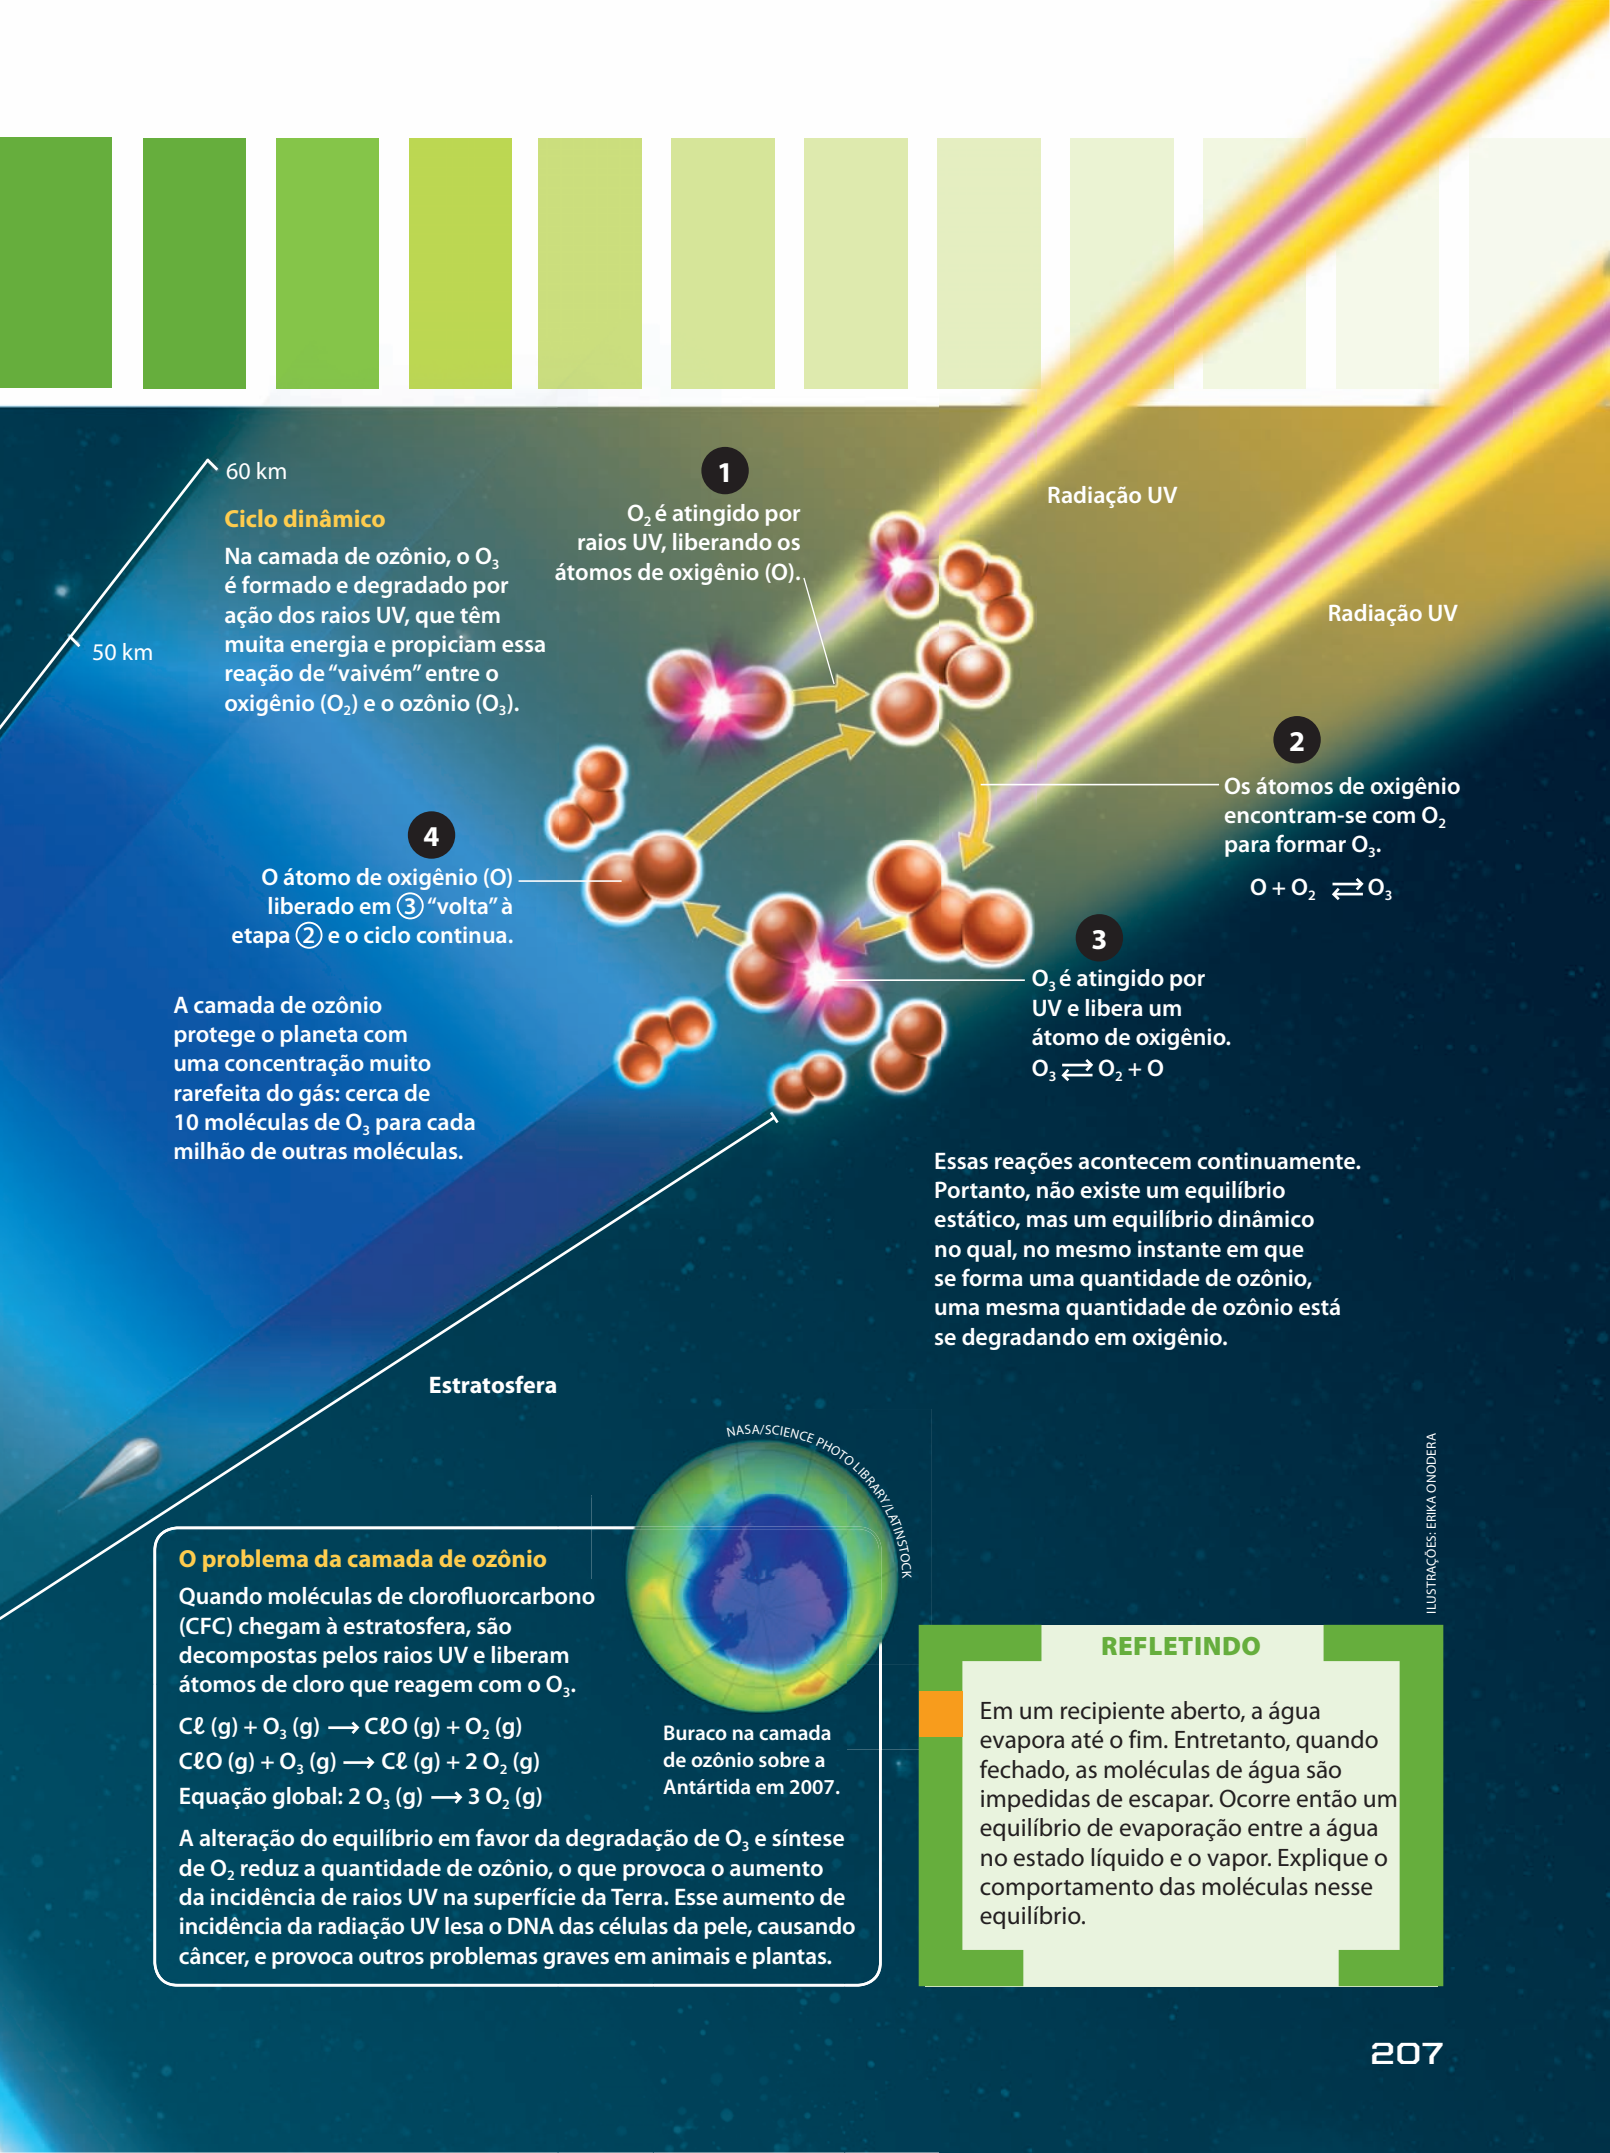 60 km
50 km
Ciclo dinâmico
Na camada de ozônio, o O₃
é formado e degradado por
ação dos raios UV, que têm
muita energia e propiciam essa
reação de “vaivém” entre o
oxigênio (O₂) e o ozônio (O₃).
1
O₂ é atingido por
raios UV, liberando os
átomos de oxigênio (O).
Radiação UV
Radiação UV
2
Os átomos de oxigênio
encontram-se com O₂
para formar O₃.
O + O₂ ⇄ O₃
3
O₃ é atingido por
UV e libera um
átomo de oxigênio.
O₃ ⇄ O₂ + O
4
O átomo de oxigênio (O)
liberado em ③ “volta” à
etapa ② e o ciclo continua.
A camada de ozônio
protege o planeta com
uma concentração muito
rarefeita do gás: cerca de
10 moléculas de O₃ para cada
milhão de outras moléculas.
Essas reações acontecem continuamente.
Portanto, não existe um equilíbrio
estático, mas um equilíbrio dinâmico
no qual, no mesmo instante em que
se forma uma quantidade de ozônio,
uma mesma quantidade de ozônio está
se degradando em oxigênio.
Estratosfera
NASA/SCIENCE PHOTO LIBRARY/LATINSTOCK
ILUSTRAÇÕES: ERIKA ONODERA
O problema da camada de ozônio
Quando moléculas de clorofluorcarbono
(CFC) chegam à estratosfera, são
decompostas pelos raios UV e liberam
átomos de cloro que reagem com o O₃.
Cℓ (g) + O₃ (g) ⟶ CℓO (g) + O₂ (g)
CℓO (g) + O₃ (g) ⟶ Cℓ (g) + 2 O₂ (g)
Equação global: 2 O₃ (g) ⟶ 3 O₂ (g)
A alteração do equilíbrio em favor da degradação de O₃ e síntese
de O₂ reduz a quantidade de ozônio, o que provoca o aumento
da incidência de raios UV na superfície da Terra. Esse aumento de
incidência da radiação UV lesa o DNA das células da pele, causando
câncer, e provoca outros problemas graves em animais e plantas.
Buraco na camada
de ozônio sobre a
Antártida em 2007.
REFLETINDO
Em um recipiente aberto, a água
evapora até o fim. Entretanto, quando
fechado, as moléculas de água são
impedidas de escapar. Ocorre então um
equilíbrio de evaporação entre a água
no estado líquido e o vapor. Explique o
comportamento das moléculas nesse
equilíbrio.
207